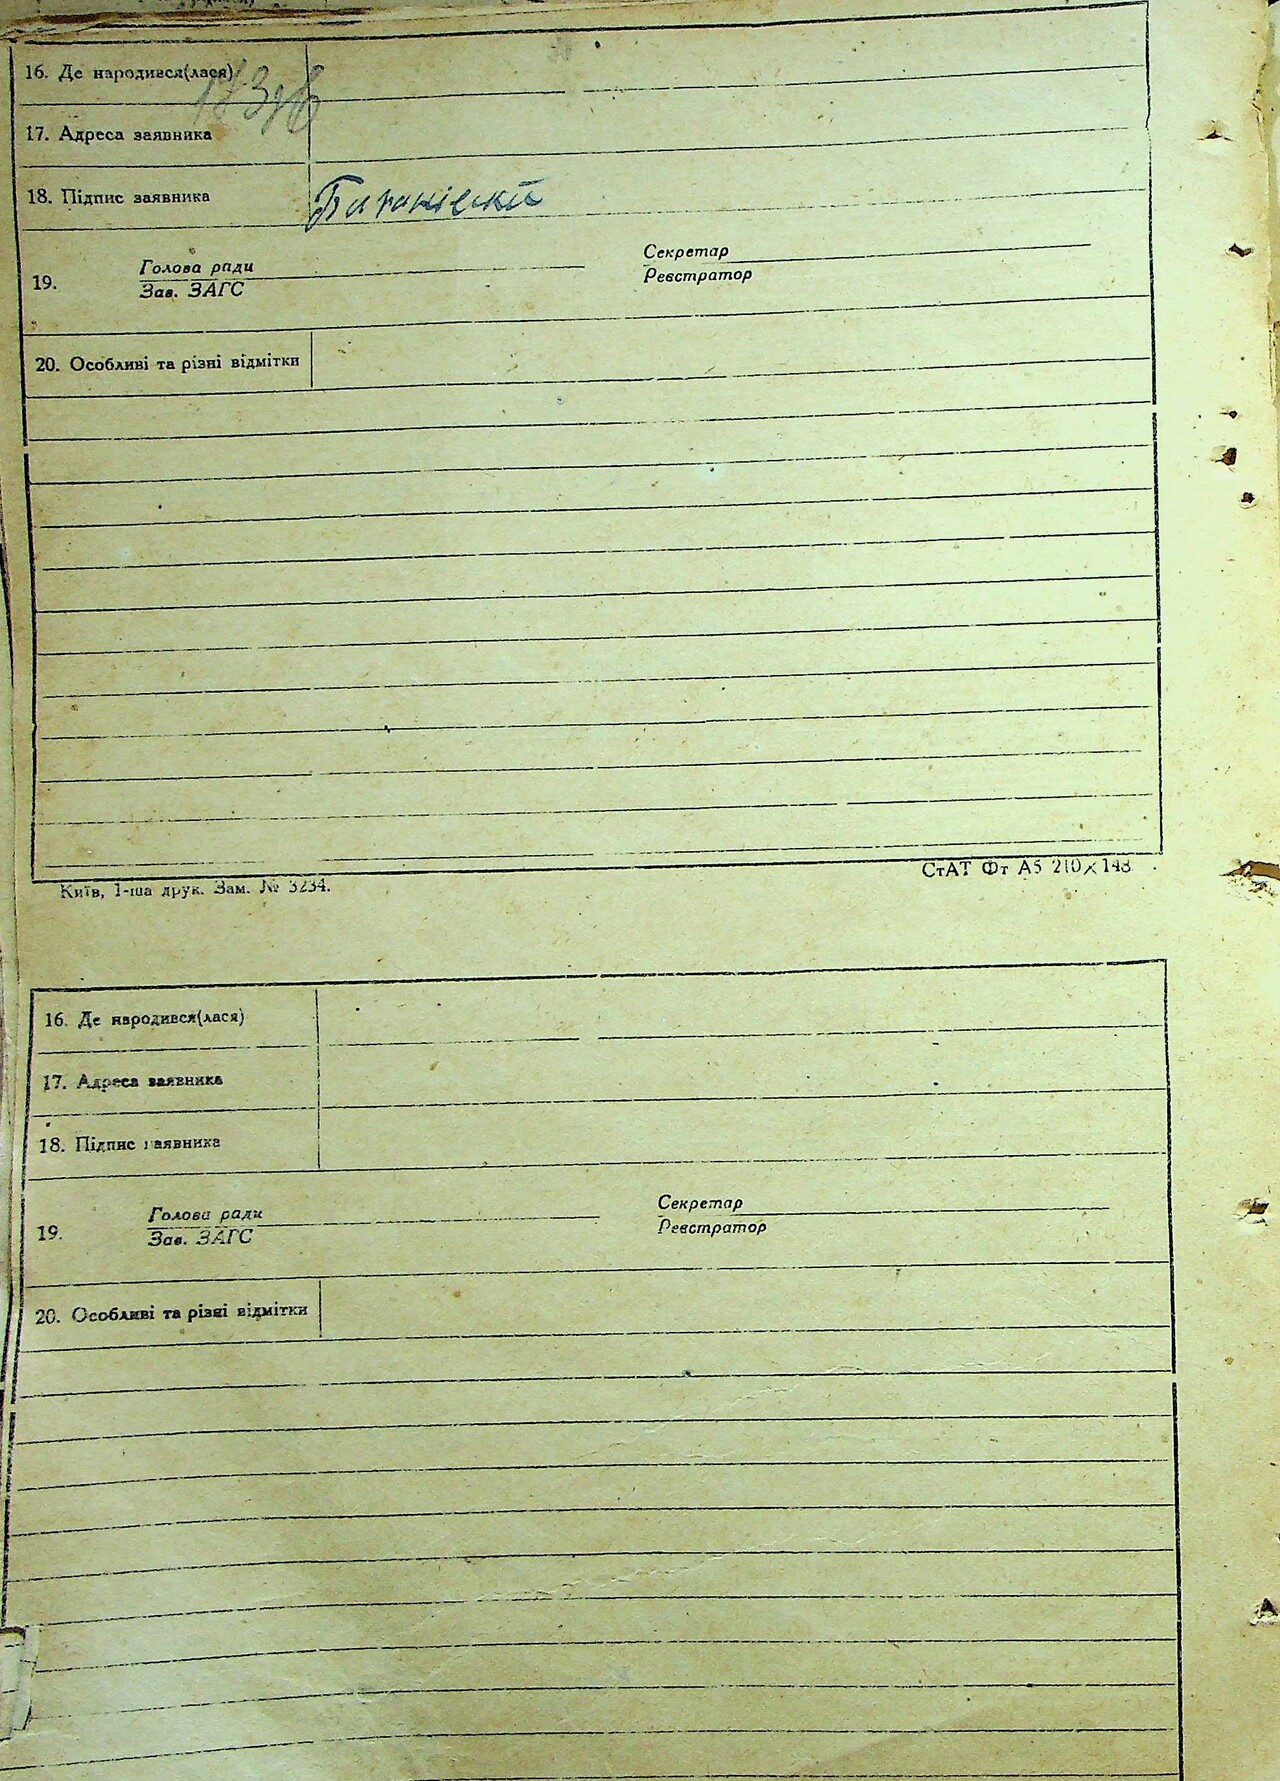 16. Де народився(лася)
17. Адреса заявника
18. Підпис заявника
Голова ради
Секретар
19.
Зав. ЗАГС
Реєстратор
20. Особливі та різні відмітки
Київ, 1-ша друк. Зам. № 3234.
СтАТ Фт А5 210×148
16. Де народився(лася)
17. Адреса заявника
18. Підпис заявника
Голова ради
Секретар
19.
Зав. ЗАГС
Реєстратор
20. Особливі та різні відмітки